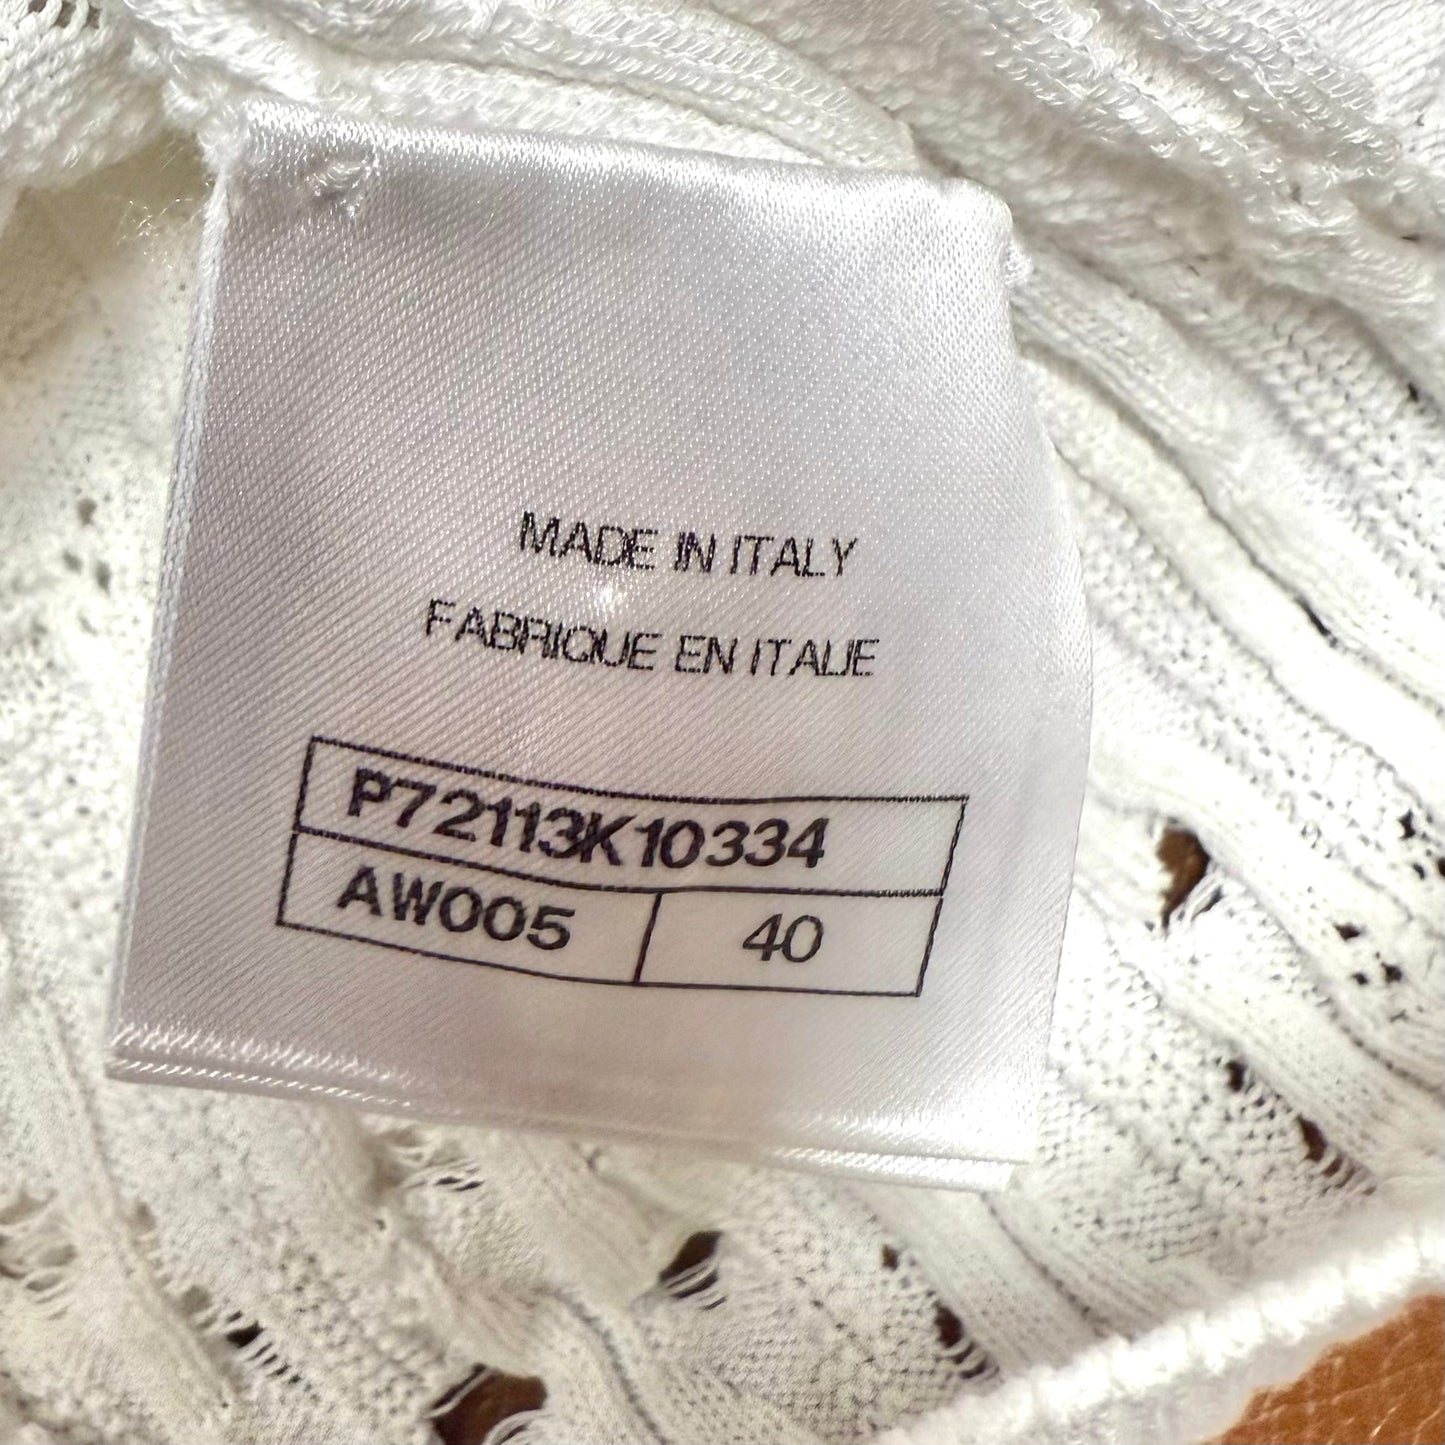 MADE IN ITALY
FABRIQUE EN ITALIE
P72113K10334
AW005 40